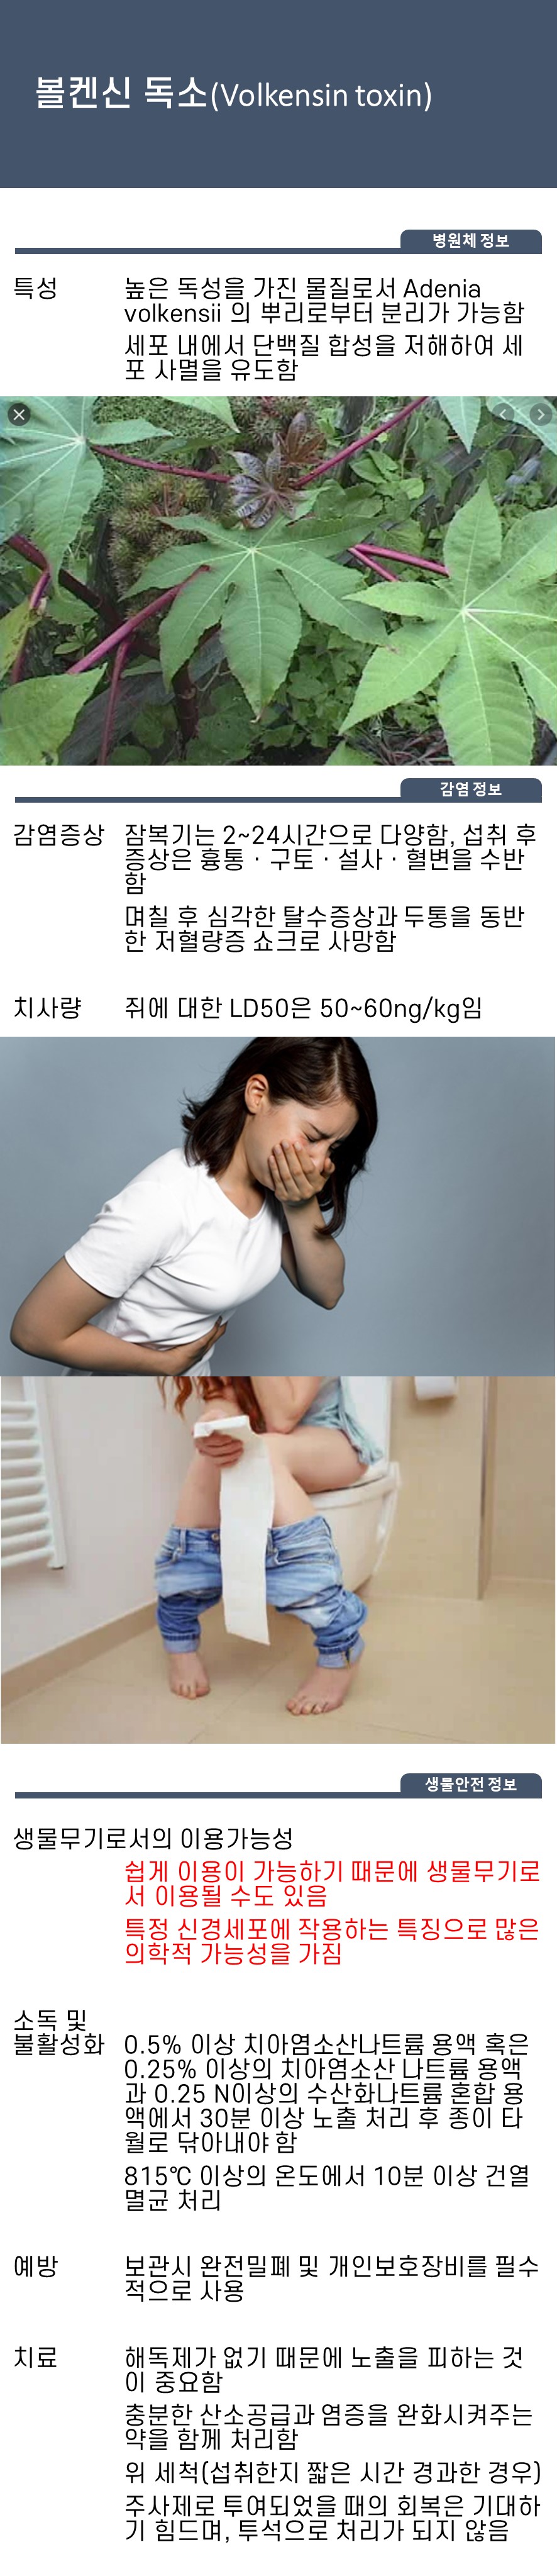 볼켄신 독소(Volkensin toxin)
병원체 정보
특성
높은 독성을 가진 물질로서 Adenia
volkensii 의 뿌리로부터 분리가 가능함
세포 내에서 단백질 합성을 저해하여 세
포 사멸을 유도함
감염 정보
감염증상
잠복기는 2~24시간으로 다양함, 섭취 후
증상은 흉통 · 구토 · 설사 · 혈변을 수반
함
며칠 후 심각한 탈수증상과 두통을 동반
한 저혈량증 쇼크로 사망함
치사량
쥐에 대한 LD50은 50~60ng/kg임
생물안전 정보
생물무기로서의 이용가능성
쉽게 이용이 가능하기 때문에 생물무기로
서 이용될 수도 있음
특정 신경세포에 작용하는 특징으로 많은
의학적 가능성을 가짐
소독 및
불활성화
0.5% 이상 치아염소산나트륨 용액 혹은
0.25% 이상의 치아염소산 나트륨 용액
과 0.25 N이상의 수산화나트륨 혼합 용
액에서 30분 이상 노출 처리 후 종이 타
월로 닦아내야 함
815℃ 이상의 온도에서 10분 이상 건열
멸균 처리
예방
보관시 완전밀폐 및 개인보호장비를 필수
적으로 사용
치료
해독제가 없기 때문에 노출을 피하는 것
이 중요함
충분한 산소공급과 염증을 완화시켜주는
약을 함께 처리함
위 세척(섭취한지 짧은 시간 경과한 경우)
주사제로 투여되었을 때의 회복은 기대하
기 힘드며, 투석으로 처리가 되지 않음